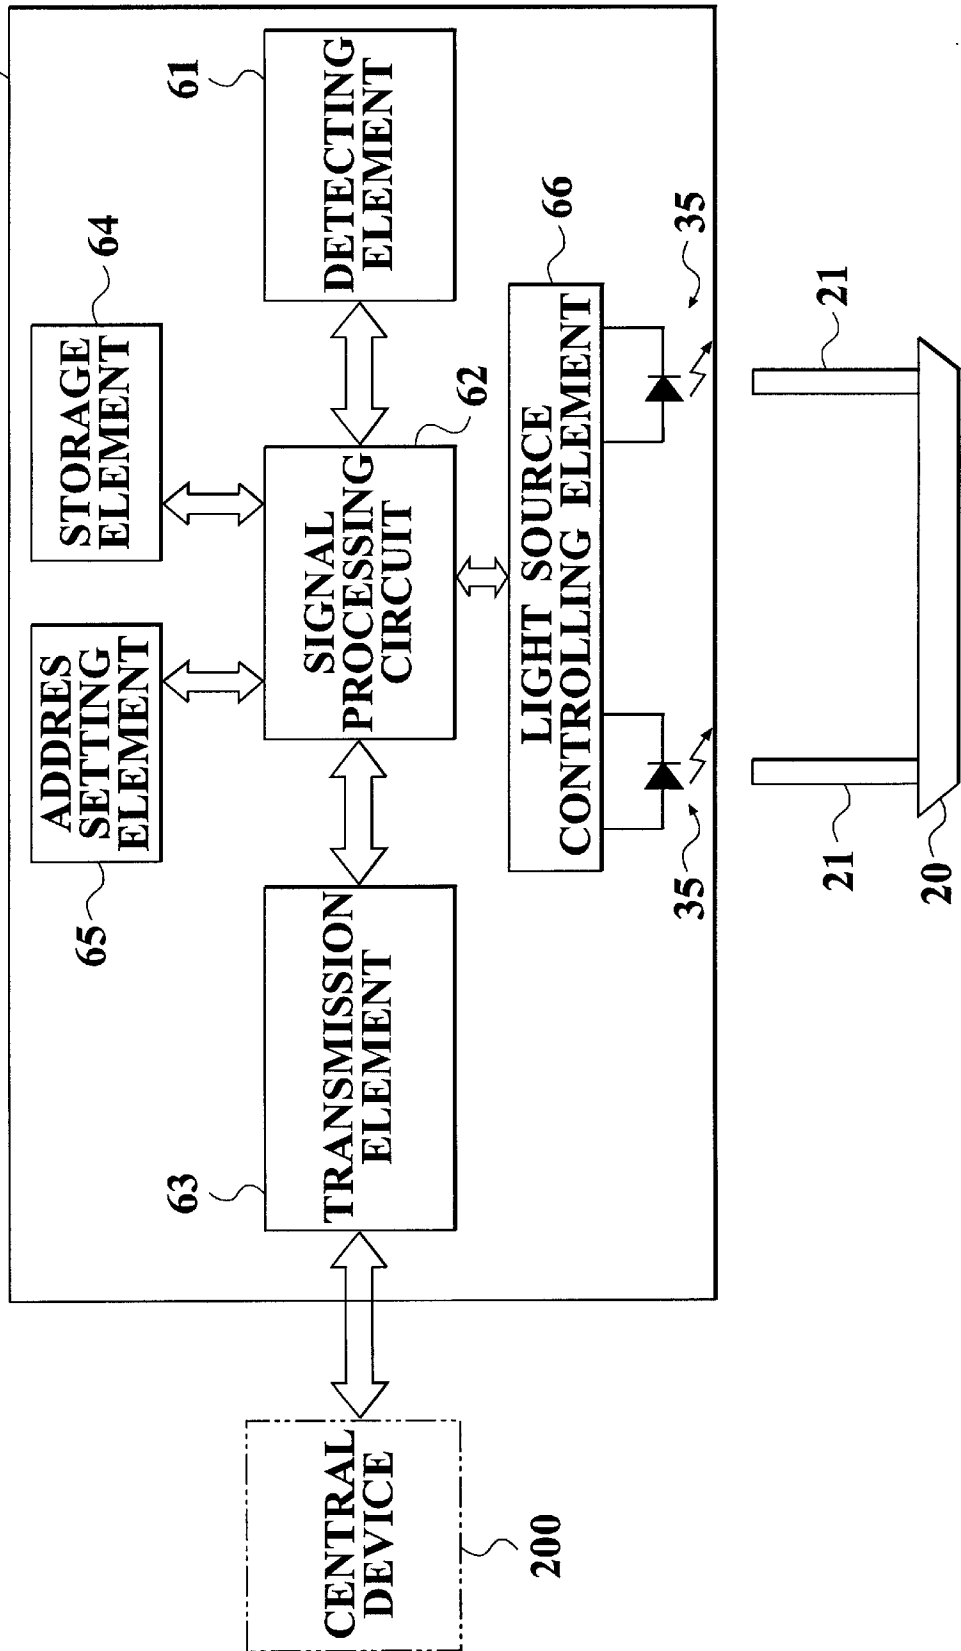 64
STORAGE
ELEMENT
61
DETECTING
ELEMENT
65
ADDRES
SETTING
ELEMENT
62
SIGNAL
PROCESSING
CIRCUIT
63
TRANSMISSION
ELEMENT
CENTRAL
DEVICE
200
66
LIGHT SOURCE
CONTROLLING ELEMENT
35
35
21
21
20